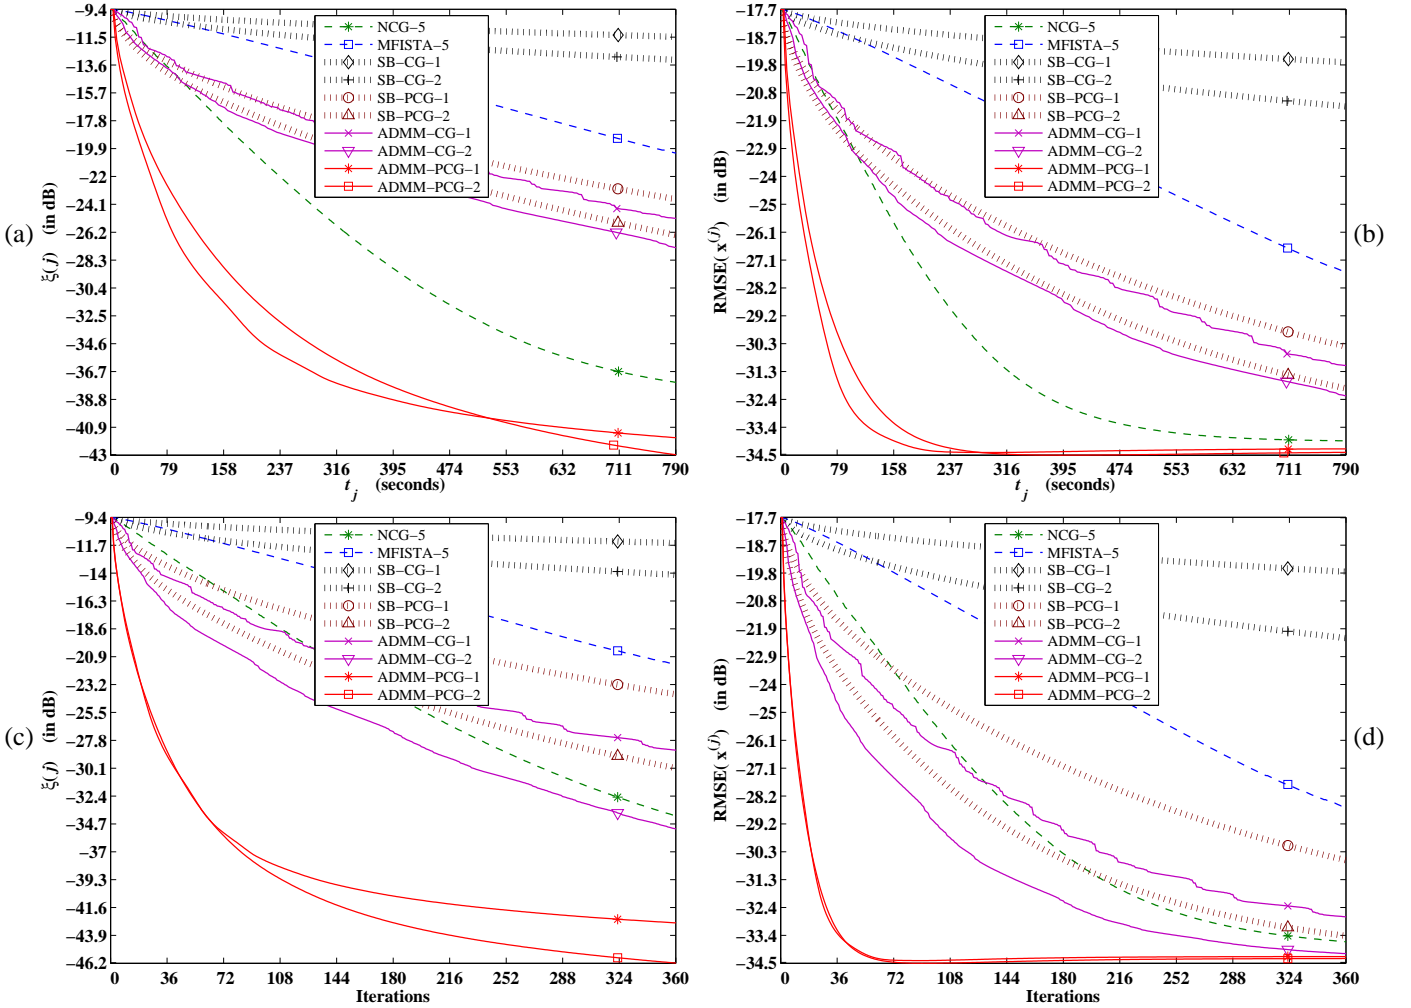 (a)
−9.4
−11.5
−13.6
−15.7
−17.8
−19.9
−22
−24.1
−26.2
−28.3
−30.4
−32.5
−34.6
−36.7
−38.8
−40.9
−43
ξ(j) (in dB)
0 79 158 237 316 395 474 553 632 711 790
t_j (seconds)
NCG−5
MFISTA−5
SB−CG−1
SB−CG−2
SB−PCG−1
SB−PCG−2
ADMM−CG−1
ADMM−CG−2
ADMM−PCG−1
ADMM−PCG−2
(b)
−17.7
−18.7
−19.8
−20.8
−21.9
−22.9
−24
−25
−26.1
−27.1
−28.2
−29.2
−30.3
−31.3
−32.4
−33.4
−34.5
RMSE( x^(j)) (in dB)
0 79 158 237 316 395 474 553 632 711 790
t_j (seconds)
NCG−5
MFISTA−5
SB−CG−1
SB−CG−2
SB−PCG−1
SB−PCG−2
ADMM−CG−1
ADMM−CG−2
ADMM−PCG−1
ADMM−PCG−2
(c)
−9.4
−11.7
−14
−16.3
−18.6
−20.9
−23.2
−25.5
−27.8
−30.1
−32.4
−34.7
−37
−39.3
−41.6
−43.9
−46.2
ξ(j) (in dB)
0 36 72 108 144 180 216 252 288 324 360
Iterations
NCG−5
MFISTA−5
SB−CG−1
SB−CG−2
SB−PCG−1
SB−PCG−2
ADMM−CG−1
ADMM−CG−2
ADMM−PCG−1
ADMM−PCG−2
(d)
−17.7
−18.7
−19.8
−20.8
−21.9
−22.9
−24
−25
−26.1
−27.1
−28.2
−29.2
−30.3
−31.3
−32.4
−33.4
−34.5
RMSE( x^(j)) (in dB)
0 36 72 108 144 180 216 252 288 324 360
Iterations
NCG−5
MFISTA−5
SB−CG−1
SB−CG−2
SB−PCG−1
SB−PCG−2
ADMM−CG−1
ADMM−CG−2
ADMM−PCG−1
ADMM−PCG−2